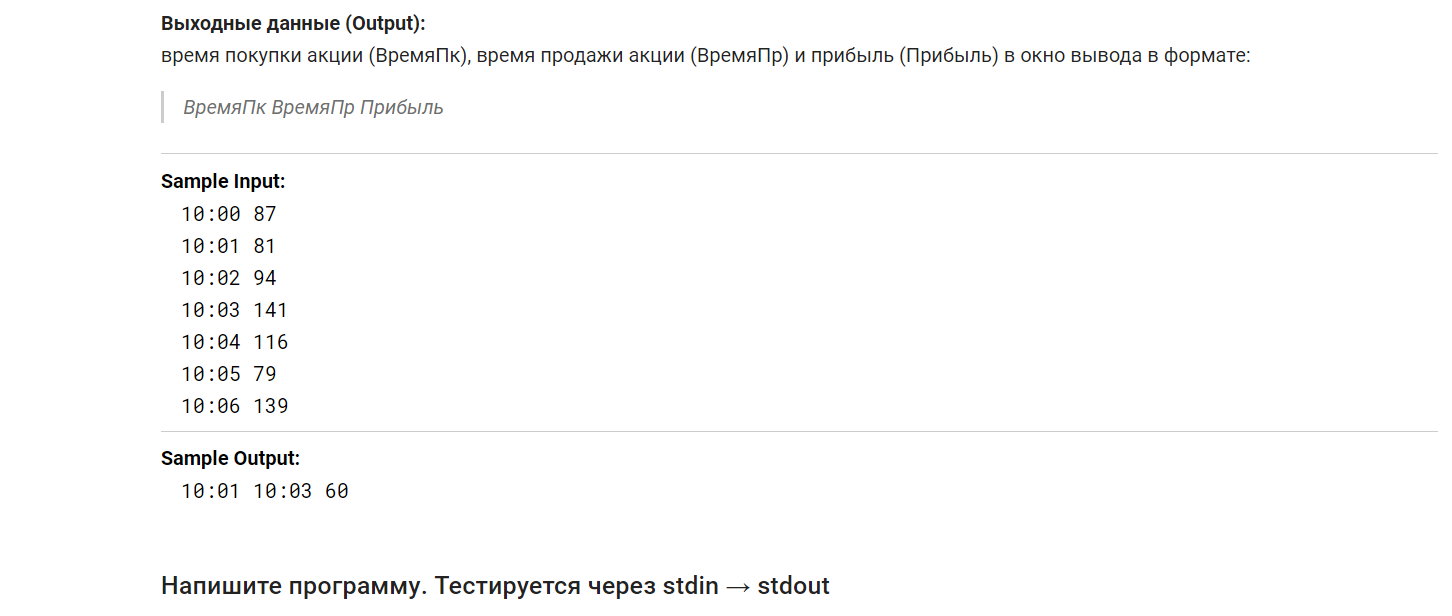 Выходные данные (Output):
время покупки акции (ВремяПк), время продажи акции (ВремяПр) и прибыль (Прибыль) в окно вывода в формате:
ВремяПк ВремяПр Прибыль
Sample Input:
10:00 87
10:01 81
10:02 94
10:03 141
10:04 116
10:05 79
10:06 139
Sample Output:
10:01 10:03 60
Напишите программу. Тестируется через stdin → stdout